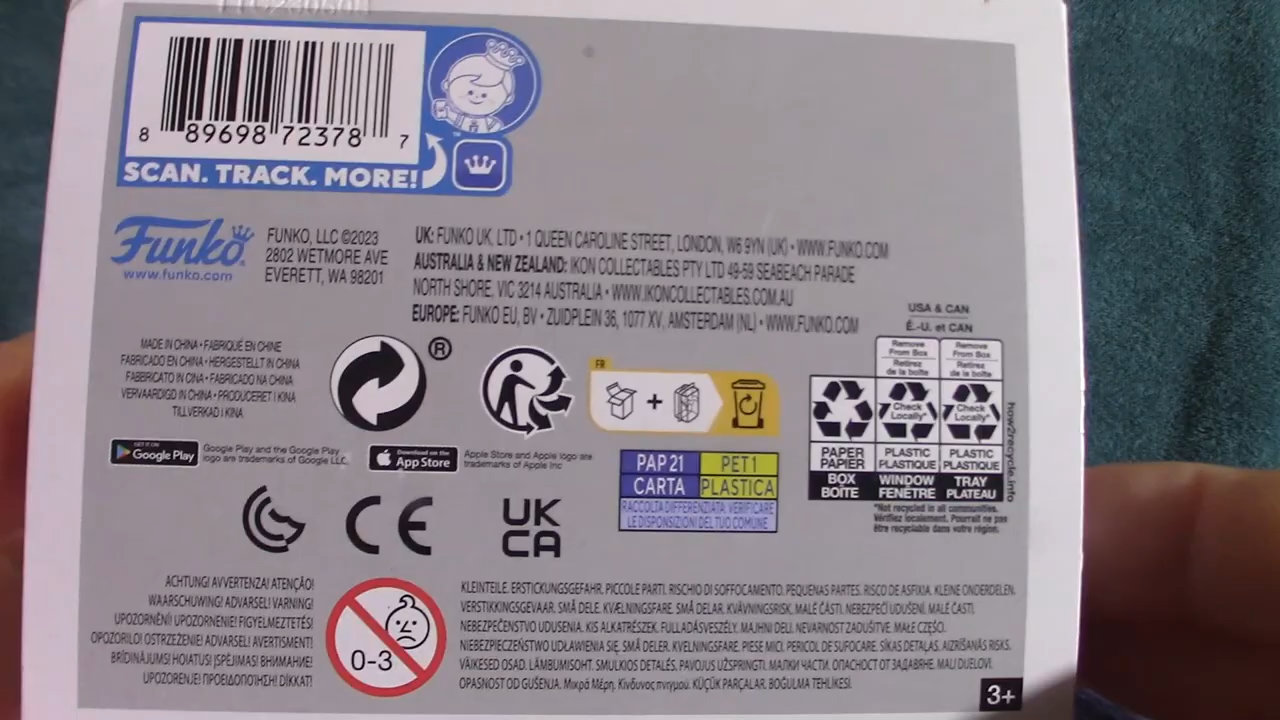 8 89698 72378 7
SCAN. TRACK. MORE!
Funko
www.funko.com
FUNKO, LLC ©2023
2802 WETMORE AVE
EVERETT, WA 98201
UK: FUNKO UK, LTD • 1 QUEEN CAROLINE STREET, LONDON, W6 9YN (UK) • WWW.FUNKO.COM
AUSTRALIA & NEW ZEALAND: IKON COLLECTABLES PTY LTD 49-59 SEABEACH PARADE
NORTH SHORE, VIC 3214 AUSTRALIA • WWW.IKONCOLLECTABLES.COM.AU
EUROPE: FUNKO EU, BV • ZUIDPLEIN 36, 1077 XV, AMSTERDAM (NL) • WWW.FUNKO.COM
MADE IN CHINA • FABRIQUÉ EN CHINE
FABRICADO EN CHINA • HERGESTELLT IN CHINA
FABBRICATO IN CINA • FABRICADO NA CHINA
VERVAARDIGD IN CHINA • PRODUCERET I KINA
TILLVERKAD I KINA
®
FR
+
USA & CAN
É.-U. et CAN
Remove
From Box
Retirez
de la boîte
Remove
From Box
Retirez
de la boîte
Check
Locally*
Check
Locally*
PAPER
PAPIER
PLASTIC
PLASTIQUE
PLASTIC
PLASTIQUE
BOX
BOÎTE
WINDOW
FENÊTRE
TRAY
PLATEAU
how2recycle.info
*Not recycled in all communities.
Vérifiez localement. Pourrait ne pas
être recyclable dans votre région.
GET IT ON
Google Play
Google Play and the Google Play
logo are trademarks of Google LLC.
Download on the
App Store
Apple Store and Apple logo are
trademarks of Apple Inc
PAP 21
PET 1
CARTA
PLASTICA
RACCOLTA DIFFERENZIATA: VERIFICARE
LE DISPOSIZIONI DEL TUO COMUNE
CE
UK
CA
ACHTUNG! AVVERTENZA! ATENÇÃO!
WAARSCHUWING! ADVARSEL! VARNING!
UPOZORNĚNÍ! UPOZORNENIE! FIGYELMEZTETÉS!
OPOZORILO! OSTRZEŻENIE! ADVARSEL! AVERTISMENT!
BRĪDINĀJUMS! HOIATUS! ĮSPĖJIMAS! ВНИМАНИЕ!
UPOZORENJE! ΠΡΟΕΙΔΟΠΟΙΗΣΗ! DİKKAT!
0-3
KLEINTEILE. ERSTICKUNGSGEFAHR. PICCOLE PARTI. RISCHIO DI SOFFOCAMENTO. PEQUENAS PARTES. RISCO DE ASFIXIA. KLEINE ONDERDELEN.
VERSTIKKINGSGEVAAR. SMÅ DELE. KVÆLNINGSFARE. SMÅ DELAR. KVÄVNINGSRISK. MALÉ ČÁSTI. NEBEZPEČÍ UDUŠENÍ. MALÉ ČASTI.
NEBEZPEČENSTVO UDUSENIA. KIS ALKATRÉSZEK. FULLADÁSVESZÉLY. MAJHNI DELI. NEVARNOST ZADUŠITVE. MAŁE CZĘŚCI.
NIEBEZPIECZEŃSTWO UDŁAWIENIA SIĘ. SMÅ DELER. KVELNINGSFARE. PIESE MICI. PERICOL DE SUFOCARE. SĪKAS DETAĻAS. AIZRĪŠANĀS RISKS.
VÄIKESED OSAD. LÄMBUMISOHT. SMULKIOS DETALĖS. PAVOJUS UŽSPRINGTI. МАЛКИ ЧАСТИ. ОПАСНОСТ ОТ ЗАДАВЯНЕ. MALI DIJELOVI.
OPASNOST OD GUŠENJA. Μικρά Μέρη. Κίνδυνος πνιγμού. KÜÇÜK PARÇALAR. BOĞULMA TEHLİKESİ.
3+